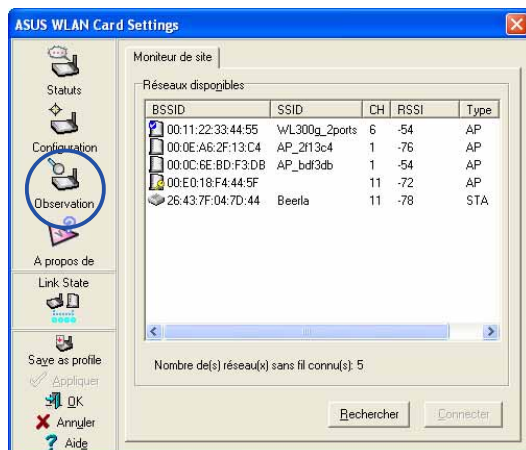 ASUS WLAN Card Settings
Statuts
Configuration
Observation
A propos de
Link State
Save as profile
Appliquer
OK
Annuler
Aide
Moniteur de site
Réseaux disponibles
BSSID SSID CH RSSI Type
00:11:22:33:44:55 WL300g_2ports 6 -54 AP
00:0E:A6:2F:13:C4 AP_2f13c4 1 -76 AP
00:0C:6E:BD:F3:DB AP_bdf3db 1 -54 AP
00:E0:18:F4:44:5F 11 -72 AP
26:43:7F:04:7D:44 Beerla 11 -78 STA
Nombre de(s) réseau(x) sans fil connu(s): 5
Rechercher Connecter